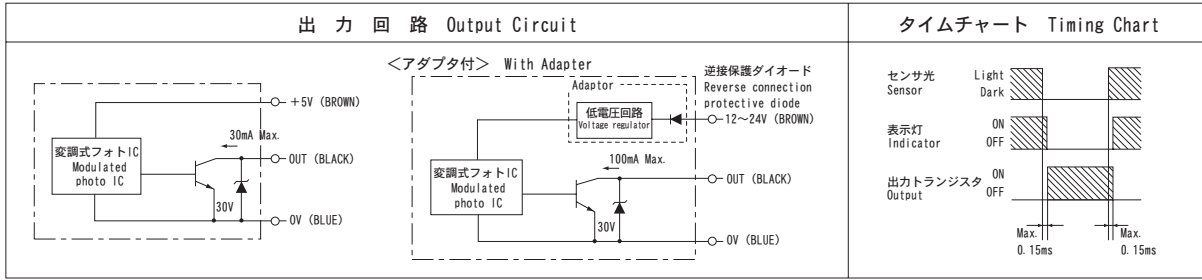 出 力 回 路 Output Circuit
+5V (BROWN)
30mA Max.
変調式フォトIC
Modulated
photo IC
OUT (BLACK)
30V
0V (BLUE)
<アダプタ付> With Adapter
Adaptor
低電圧回路
Voltage regulator
逆接保護ダイオード
Reverse connection
protective diode
12~24V (BROWN)
100mA Max.
変調式フォトIC
Modulated
photo IC
OUT (BLACK)
30V
0V (BLUE)
タイムチャート Timing Chart
センサ光 Light
Sensor Dark
表示灯 ON
Indicator OFF
出力トランジスタ ON
Output OFF
Max. Max.
0.15ms 0.15ms